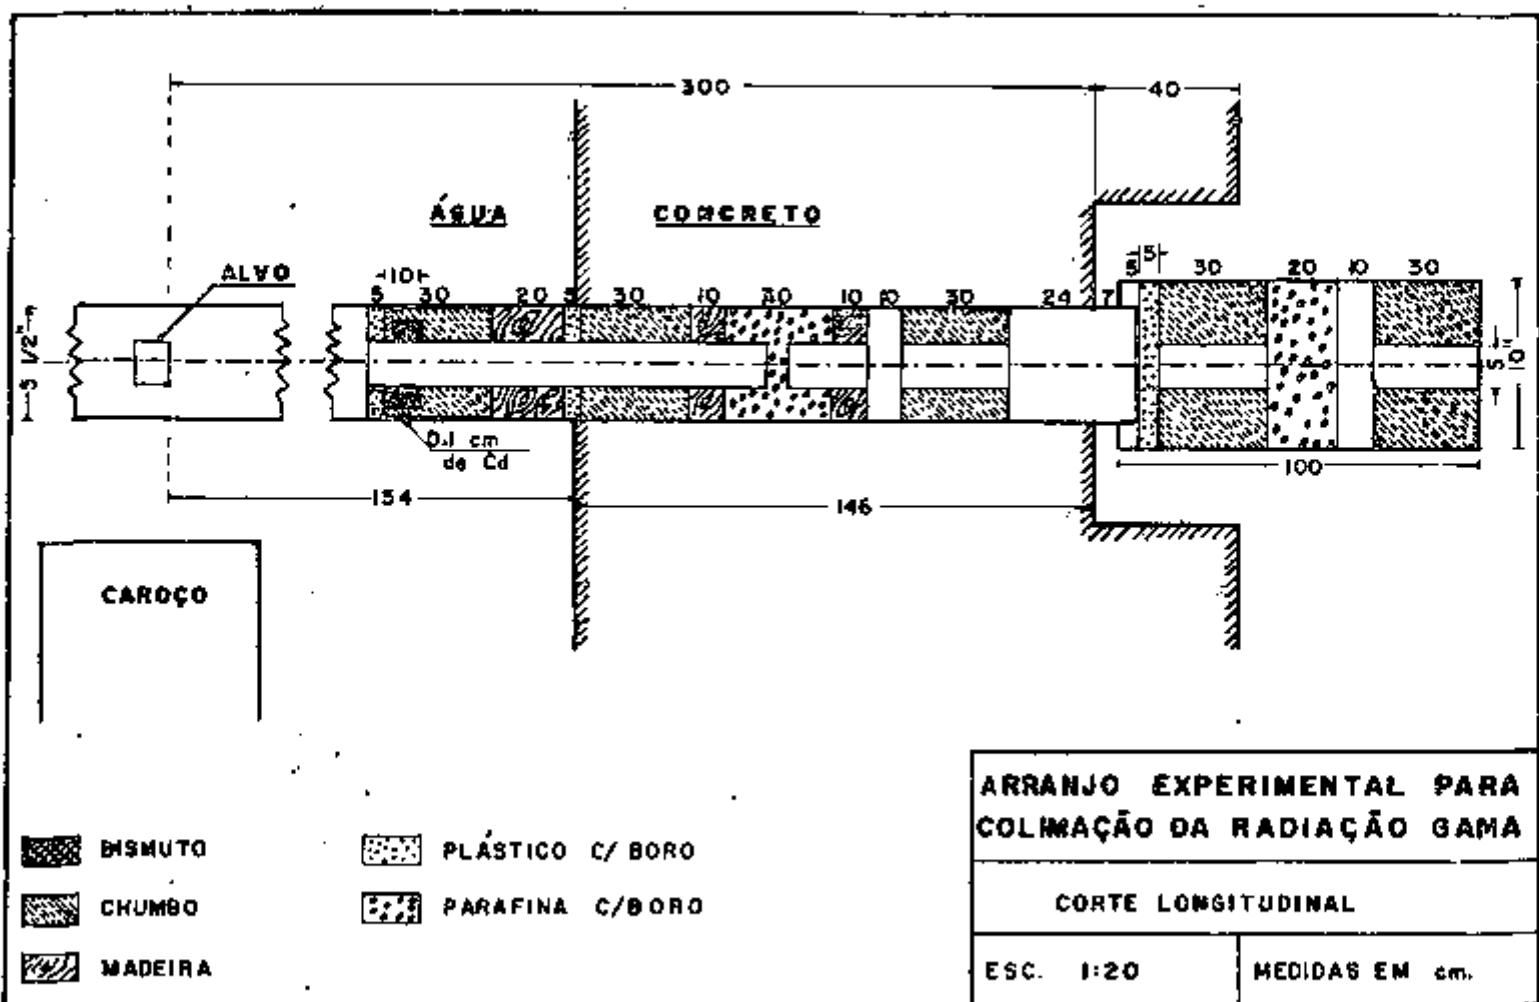 300
40
ÁGUA
CONCRETO
ALVO
10
5 30 20 5 30 10 30 10 10 30 24 7
5 5 30 20 10 30
5 1/2"
5"
0.1 cm
de Cd
100
154
146
CAROÇO
BISMUTO
CHUMBO
MADEIRA
PLÁSTICO C/ BORO
PARAFINA C/BORO
ARRANJO EXPERIMENTAL PARA
COLIMAÇÃO DA RADIAÇÃO GAMA
CORTE LONGITUDINAL
ESC. 1:20
MEDIDAS EM cm.